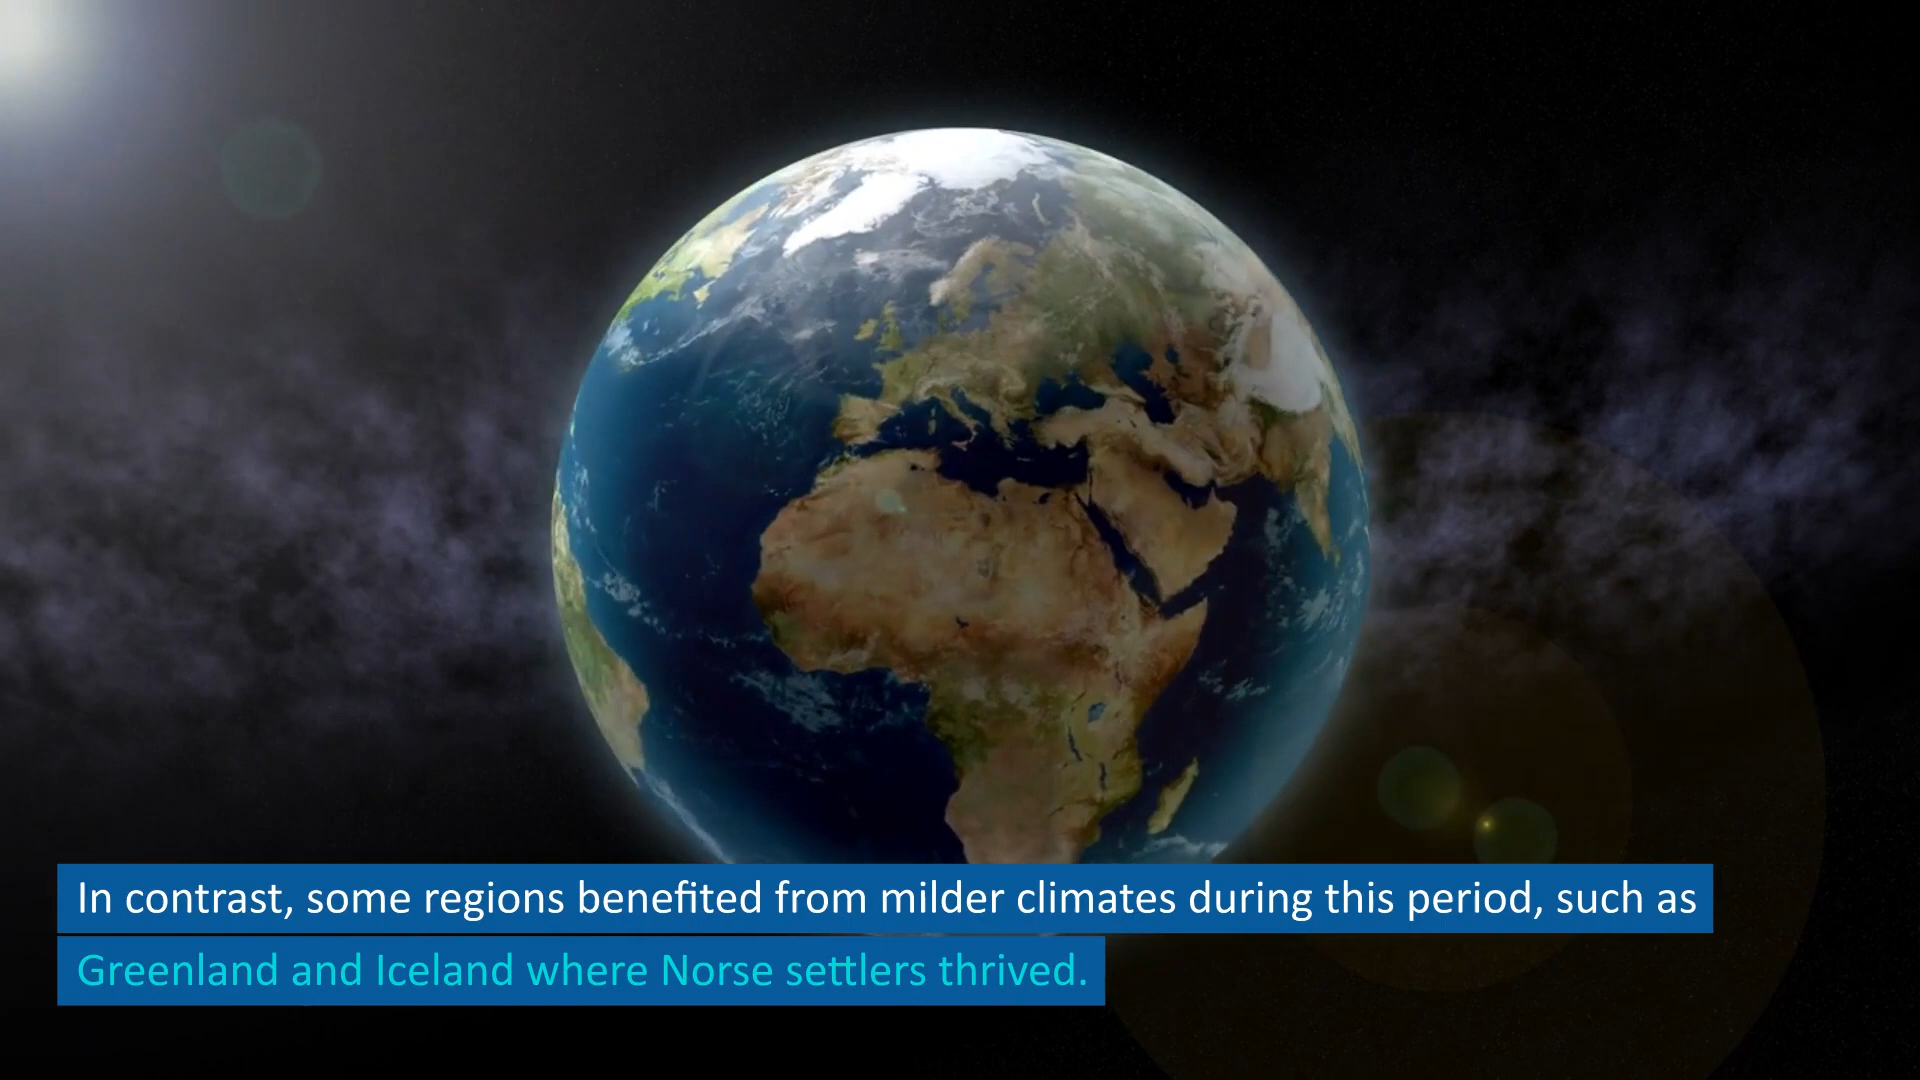 In contrast, some regions benefited from milder climates during this period, such as
Greenland and Iceland where Norse settlers thrived.